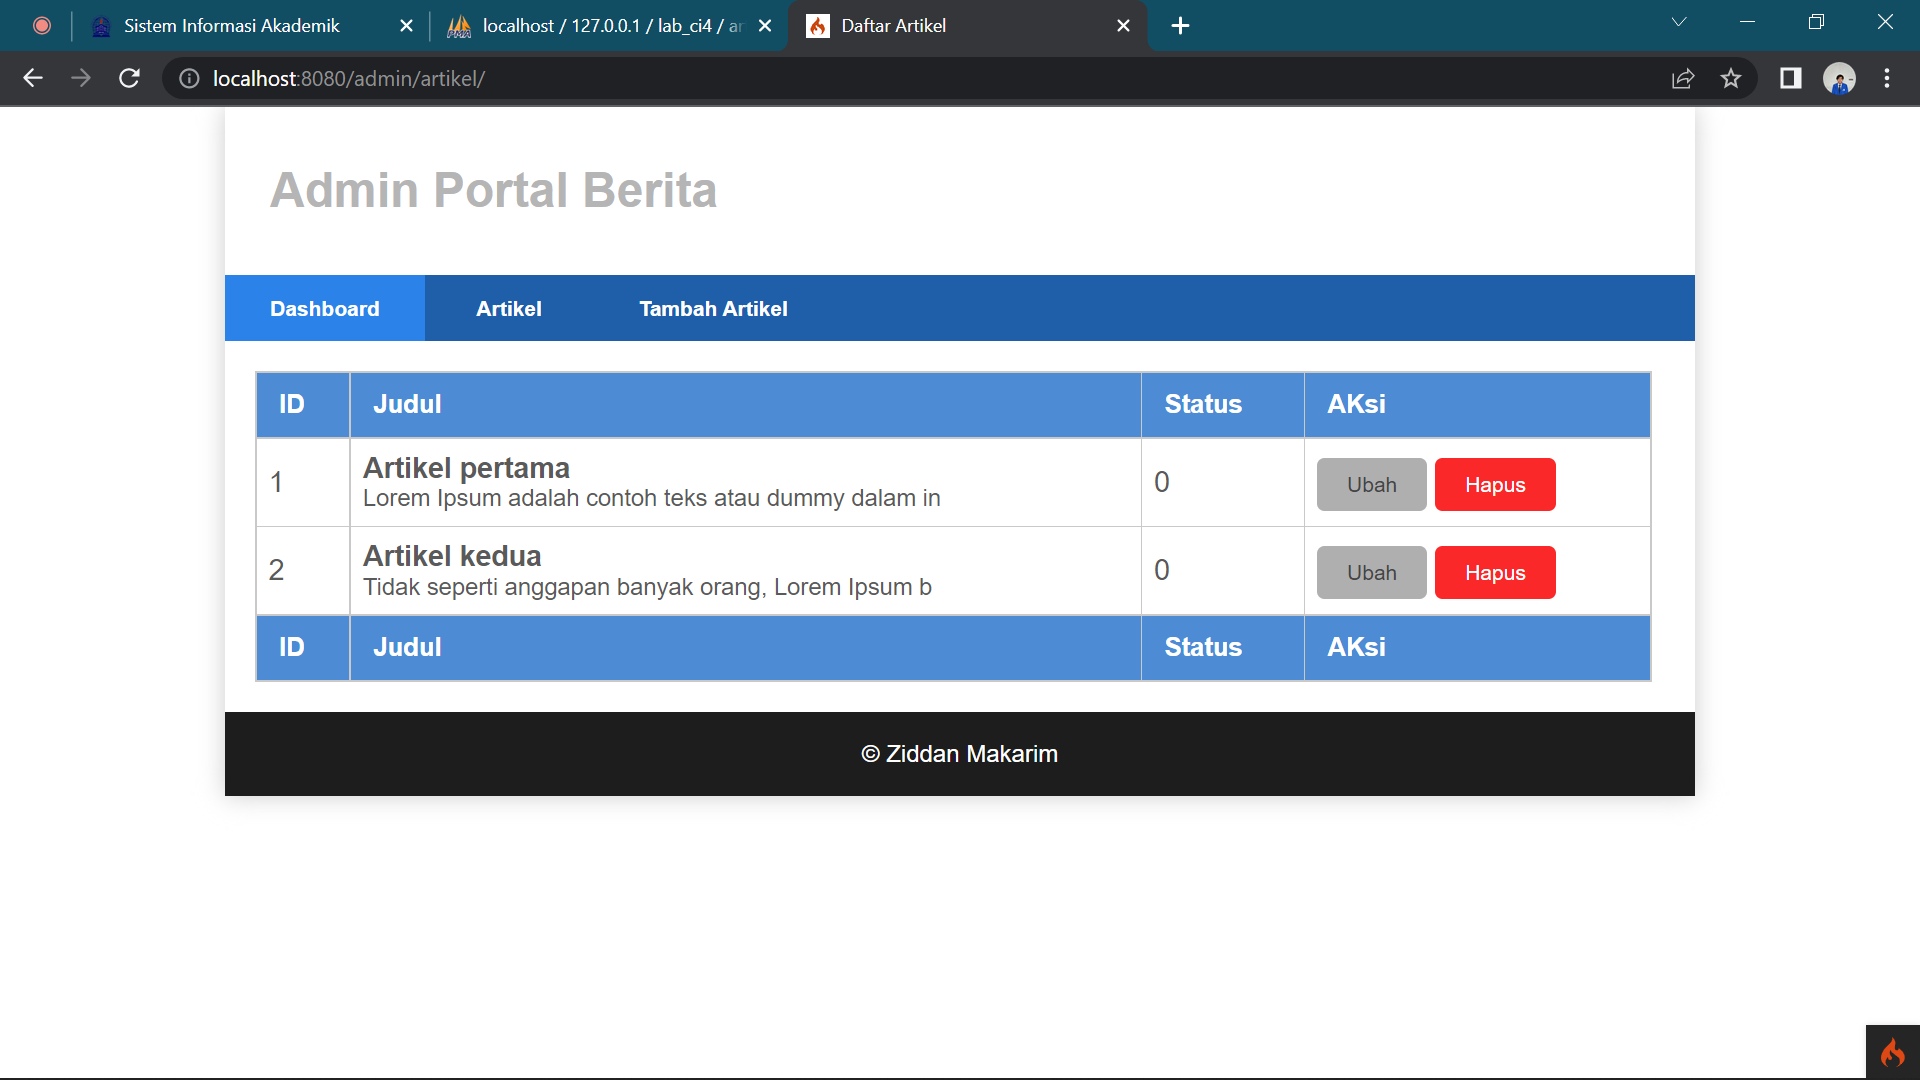 Sistem Informasi Akademik
localhost / 127.0.0.1 / lab_ci4 / ar
Daftar Artikel
localhost:8080/admin/artikel/
Admin Portal Berita
Dashboard Artikel Tambah Artikel
ID Judul Status AKsi
1 Artikel pertama 0 Ubah Hapus
Lorem Ipsum adalah contoh teks atau dummy dalam in
2 Artikel kedua 0 Ubah Hapus
Tidak seperti anggapan banyak orang, Lorem Ipsum b
ID Judul Status AKsi
© Ziddan Makarim